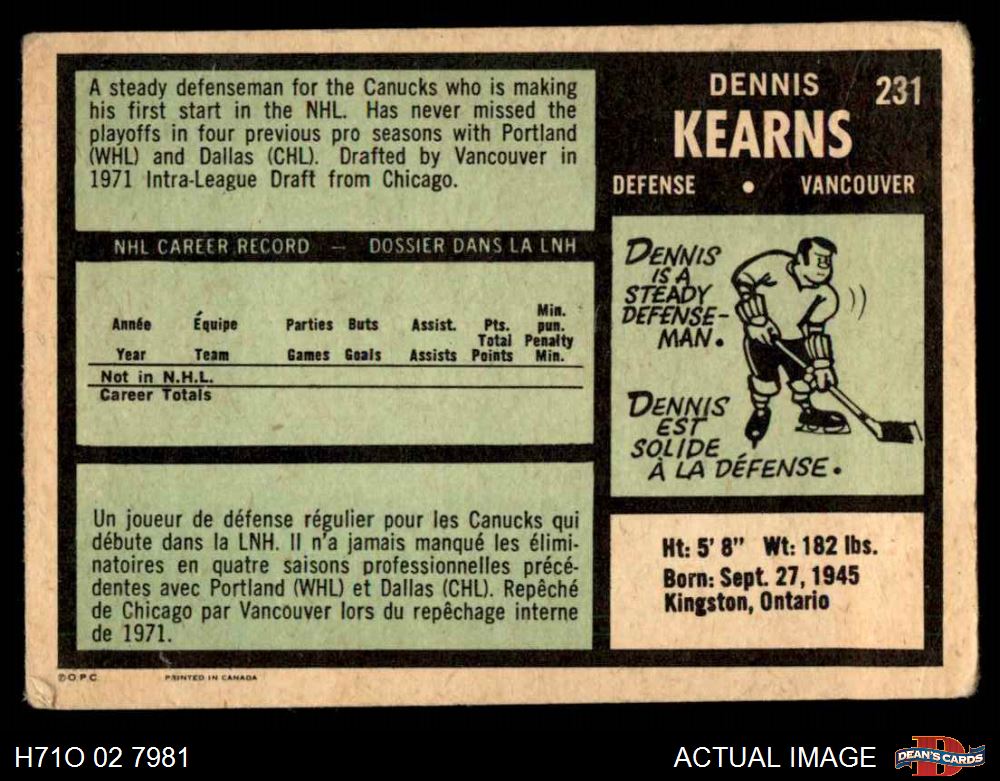 A steady defenseman for the Canucks who is making
his first start in the NHL. Has never missed the
playoffs in four previous pro seasons with Portland
(WHL) and Dallas (CHL). Drafted by Vancouver in
1971 Intra-League Draft from Chicago.
DENNIS 231
KEARNS
DEFENSE • VANCOUVER
NHL CAREER RECORD — DOSSIER DANS LA LNH
Année Équipe Parties Buts Assist. Pts. Total Min. pun. Penalty
Year Team Games Goals Assists Points Min.
Not in N.H.L.
Career Totals
DENNIS
IS A
STEADY
DEFENSE-
MAN.
DENNIS
EST
SOLIDE
À LA DÉFENSE.
Un joueur de défense régulier pour les Canucks qui
débute dans la LNH. Il n'a jamais manqué les élimi-
natoires en quatre saisons professionnelles précé-
dentes avec Portland (WHL) et Dallas (CHL). Repêché
de Chicago par Vancouver lors du repêchage interne
de 1971.
Ht: 5' 8" Wt: 182 lbs.
Born: Sept. 27, 1945
Kingston, Ontario
©O.P.C. PRINTED IN CANADA
H71O 02 7981
ACTUAL IMAGE
D
DEAN'S CARDS